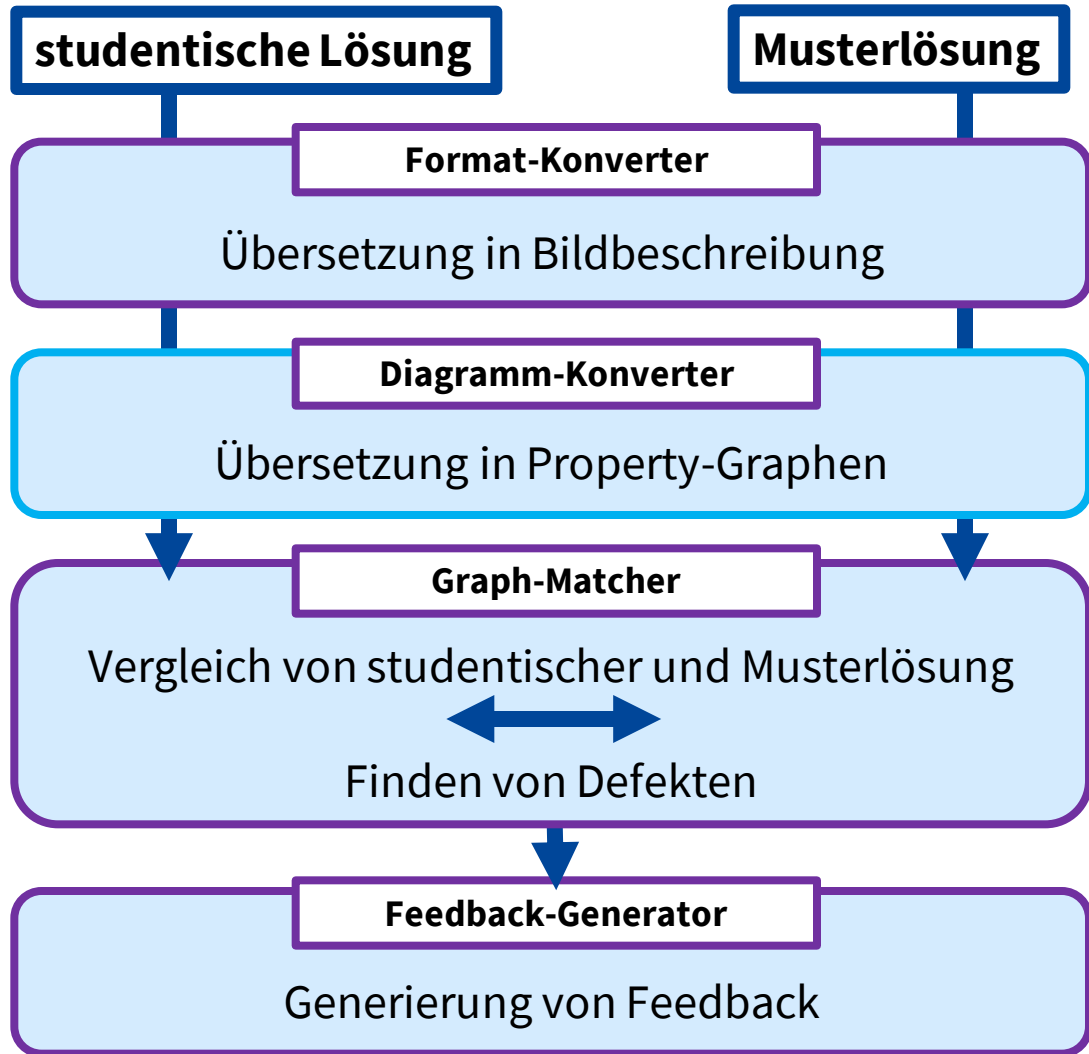 studentische Lösung
Musterlösung
Format-Konverter
Übersetzung in Bildbeschreibung
Diagramm-Konverter
Übersetzung in Property-Graphen
Graph-Matcher
Vergleich von studentischer und Musterlösung
Finden von Defekten
Feedback-Generator
Generierung von Feedback